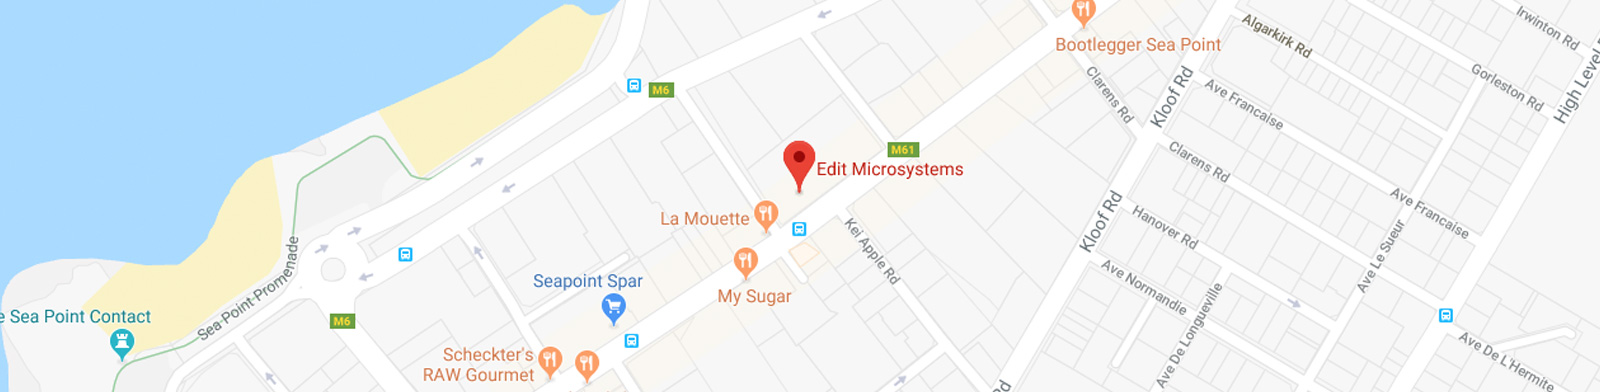 Bootlegger Sea Point
Algarkirk Rd
Irwinton Rd
Gorleston Rd
High Level
Clarens Rd
Kloof Rd
Ave Francaise
M6
M61
Edit Microsystems
La Mouette
Clarens Rd
Ave Francaise
Kloof Rd
Hanover Rd
Kei Apple Rd
Ave Le Sueur
Sea Point Promenade
Seapoint Spar
My Sugar
Ave Normandie
Ave De Longueville
e Sea Point Contact
M6
Scheckter's
RAW Gourmet
Ave De L'Hermite
Rd